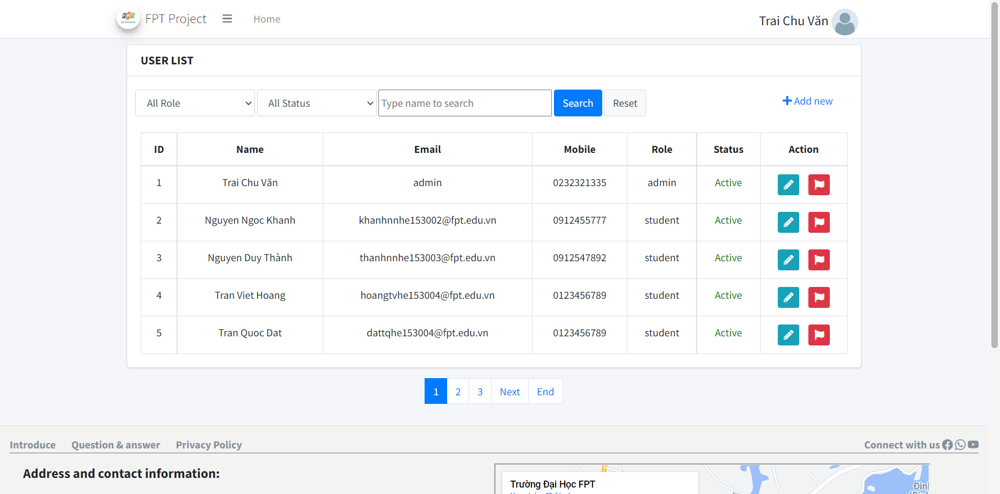 FPT Project
Home
Trai Chu Văn
USER LIST
All Role
All Status
Type name to search
Search
Reset
Add new
ID Name Email Mobile Role Status Action
1 Trai Chu Văn admin 0232321335 admin Active
2 Nguyen Ngoc Khanh khanhnnhe153002@fpt.edu.vn 0912455777 student Active
3 Nguyen Duy Thành thanhnnhe153003@fpt.edu.vn 0912547892 student Active
4 Tran Viet Hoang hoangtvhe153004@fpt.edu.vn 0123456789 student Active
5 Tran Quoc Dat dattqhe153004@fpt.edu.vn 0123456789 student Active
1 2 3 Next End
Introduce Question & answer Privacy Policy
Connect with us
Address and contact information:
Trường Đại Học FPT